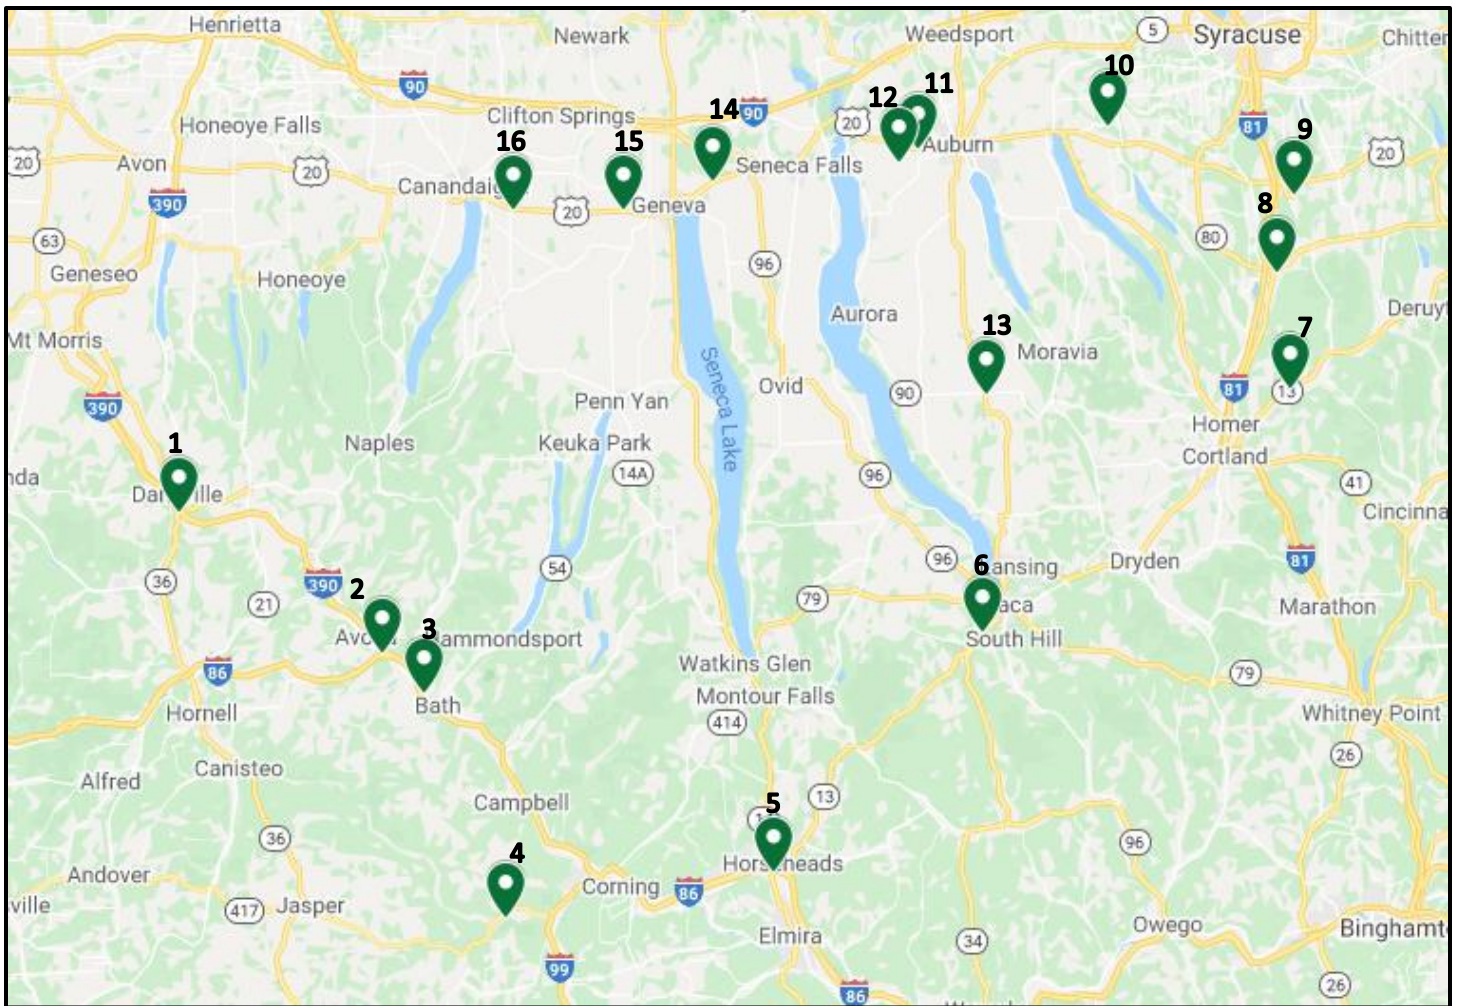 Henrietta
Newark
Weedsport
5
Syracuse
Chitter
90
10
Clifton Springs
14
90
12
11
20
81
Honeoye Falls
16
15
Auburn
9
20
Avon
20
20
Seneca Falls
Canandaig
390
20
Geneva
8
63
80
Geneseo
Honeoye
96
Aurora
Deruyt
Mt Morris
13
7
Moravia
Seneca Lake
Ovid
90
81
13
390
Penn Yan
Homer
1
Naples
Keuka Park
Cortland
14A
96
41
nda
Cincinna
54
96
6
ansing
Dryden
81
36
390
2
21
79
aca
Marathon
3
ammondsport
South Hill
86
Watkins Glen
79
Bath
Montour Falls
Hornell
414
Whitney Point
26
Alfred
Canisteo
Campbell
5
13
36
4
96
Andover
Corning
86
ville
417
Jasper
Owego
Binghamt
Elmira
34
99
86
26